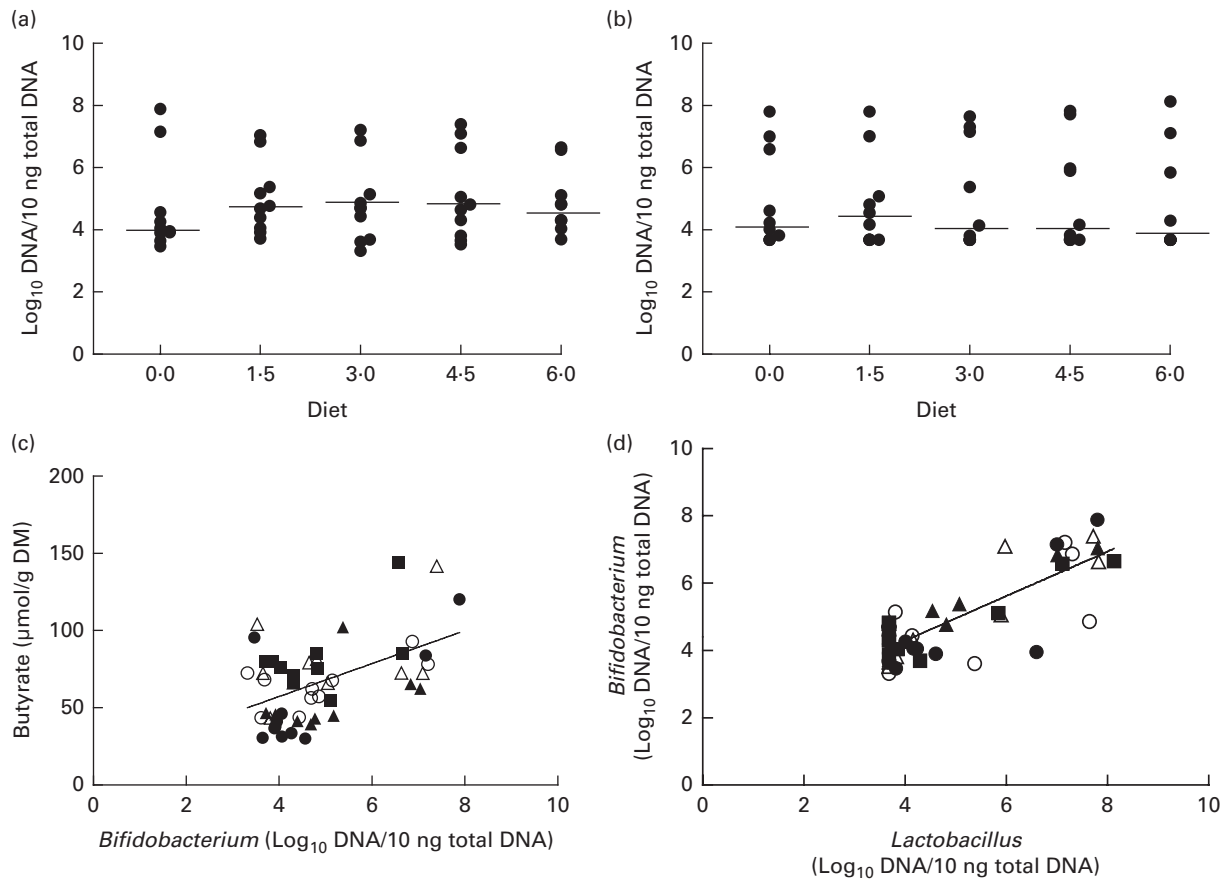 (a)
10
8
6
4
2
0
Log₁₀ DNA/10 ng total DNA
0·0 1·5 3·0 4·5 6·0
Diet
(b)
10
8
6
4
2
0
Log₁₀ DNA/10 ng total DNA
0·0 1·5 3·0 4·5 6·0
Diet
(c)
200
150
100
50
0
Butyrate (μmol/g DM)
0 2 4 6 8 10
Bifidobacterium (Log₁₀ DNA/10 ng total DNA)
(d)
10
8
6
4
2
0
Bifidobacterium
(Log₁₀ DNA/10 ng total DNA)
0 2 4 6 8 10
Lactobacillus
(Log₁₀ DNA/10 ng total DNA)